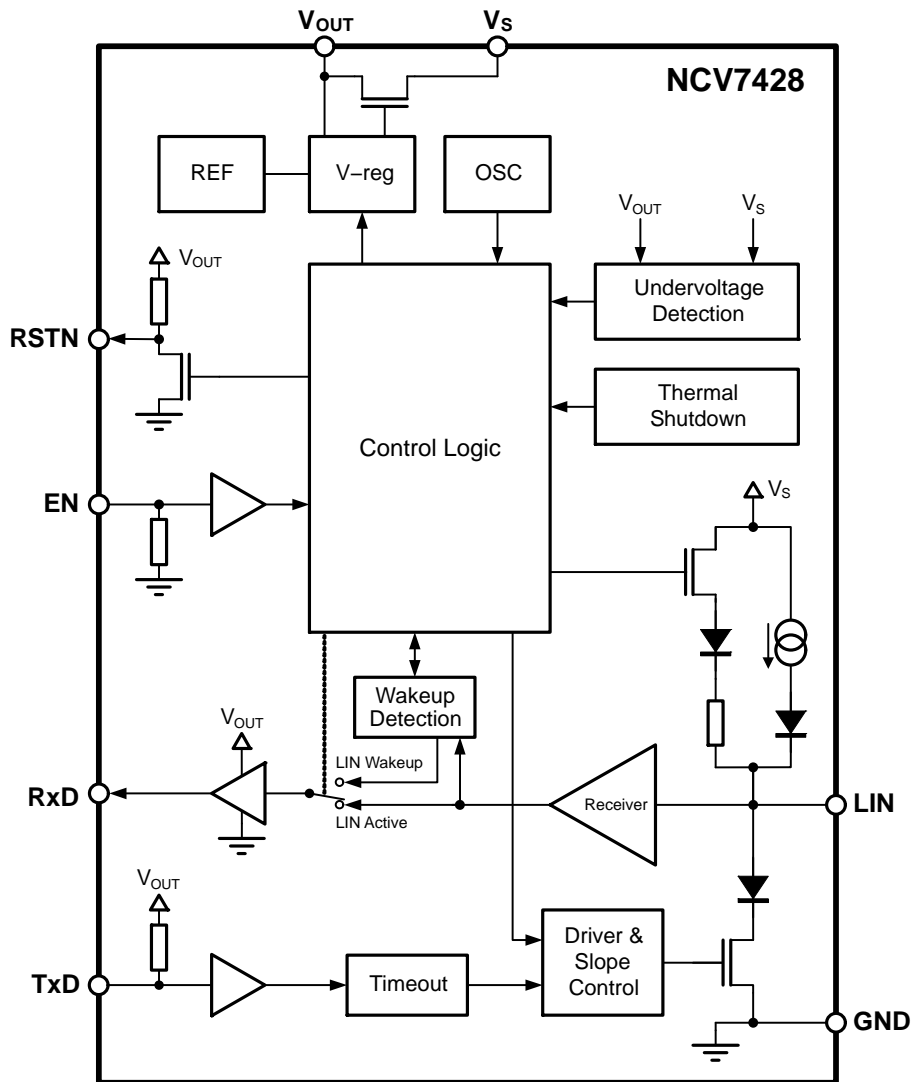 VOUT
VS
NCV7428
REF
V−reg
OSC
VOUT
VS
VOUT
Undervoltage
Detection
RSTN
Thermal
Shutdown
Control Logic
EN
VS
Wakeup
Detection
VOUT
LIN Wakeup
RxD
LIN Active
Receiver
LIN
VOUT
Driver &
Slope
Control
TxD
Timeout
GND